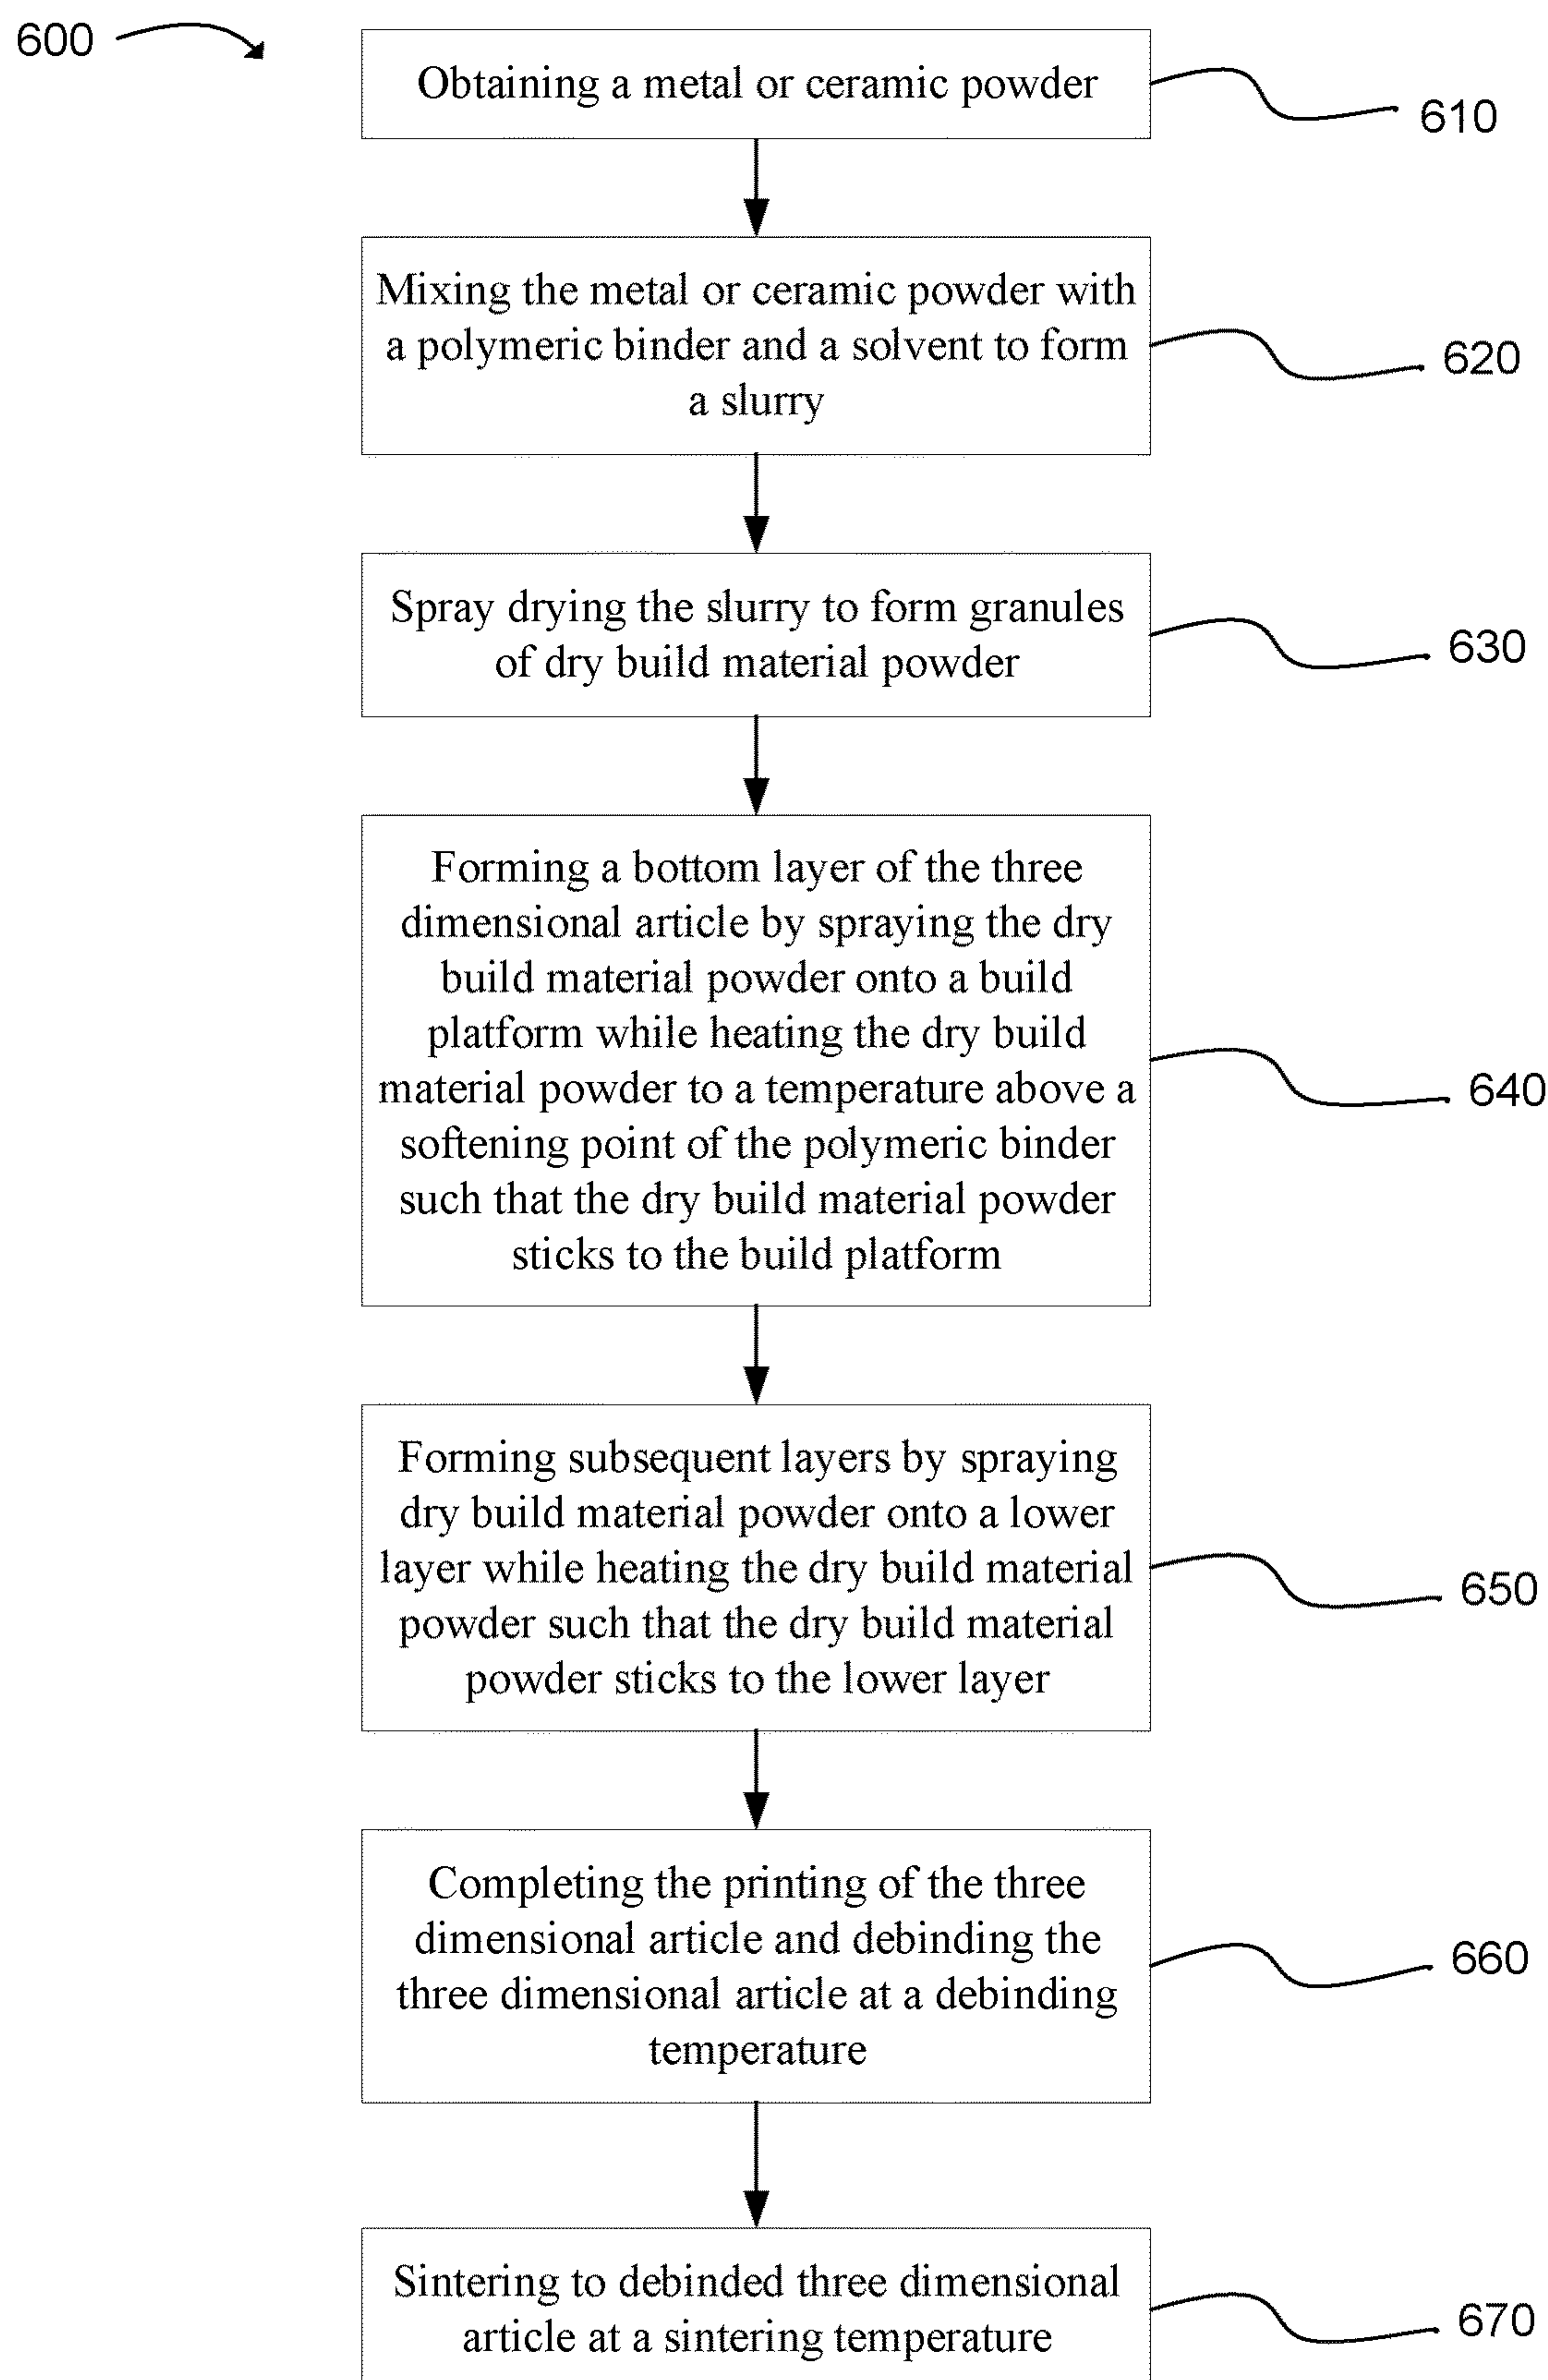 600
Obtaining a metal or ceramic powder
610
Mixing the metal or ceramic powder with
a polymeric binder and a solvent to form
a slurry
620
Spray drying the slurry to form granules
of dry build material powder
630
Forming a bottom layer of the three
dimensional article by spraying the dry
build material powder onto a build
platform while heating the dry build
material powder to a temperature above a
softening point of the polymeric binder
such that the dry build material powder
sticks to the build platform
640
Forming subsequent layers by spraying
dry build material powder onto a lower
layer while heating the dry build material
powder such that the dry build material
powder sticks to the lower layer
650
Completing the printing of the three
dimensional article and debinding the
three dimensional article at a debinding
temperature
660
Sintering to debinded three dimensional
article at a sintering temperature
670